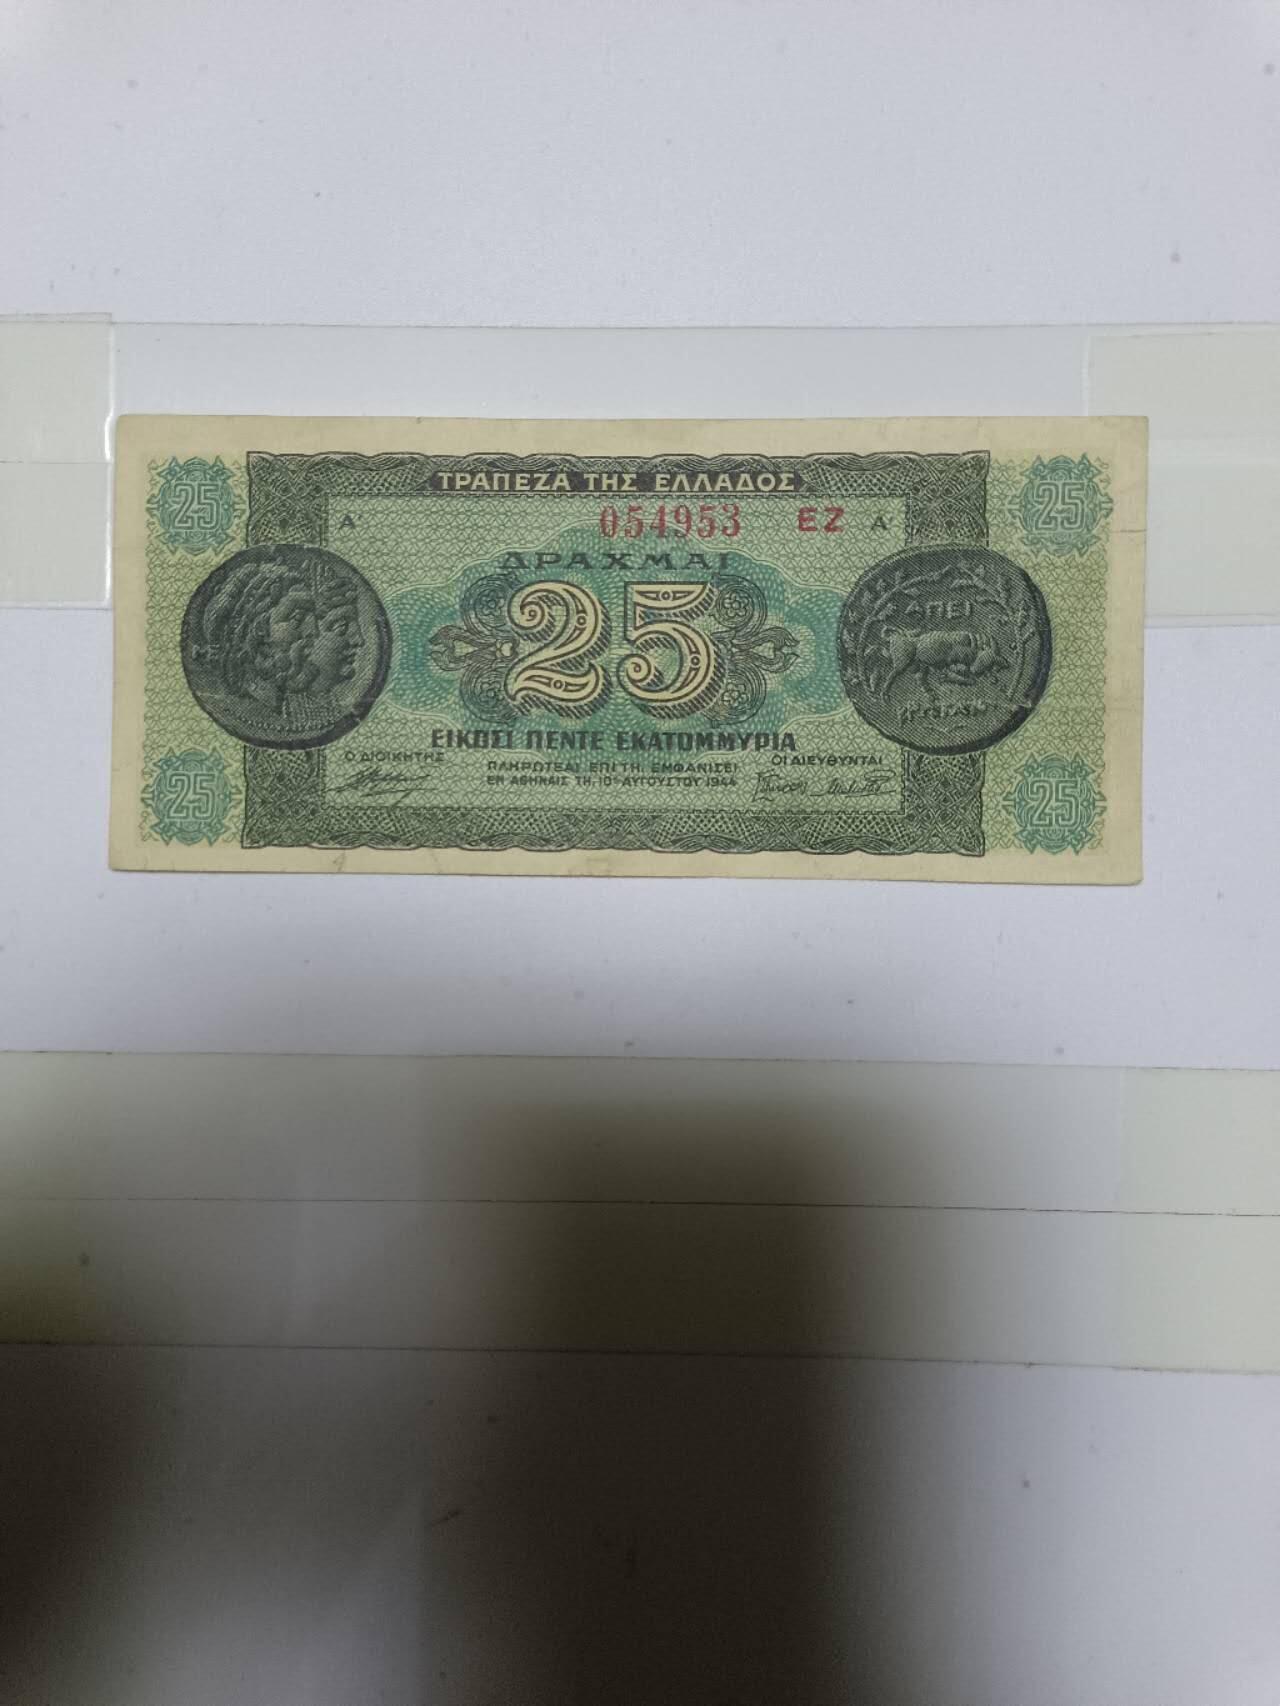 ΤΡΑΠΕΖΑ ΤΗΣ ΕΛΛΑΔΟΣ
25 25
Α' 054953 ΕΖ Α'
ΔΡΑΧΜΑΙ
25
ΑΠΕΙ
ΕΙΚΟΣΙ ΠΕΝΤΕ ΕΚΑΤΟΜΜΥΡΙΑ
Ο ΔΙΟΙΚΗΤΗΣ ΠΛΗΡΩΤΕΑΙ ΕΠΙ ΤΗ, ΕΜΦΑΝΙΣΕΙ ΟΙ ΔΙΕΥΘΥΝΤΑΙ
ΕΝ ΑΘΗΝΑΙΣ ΤΗ, 10ῃ ΑΥΓΟΥΣΤΟΥ 1944
25 25